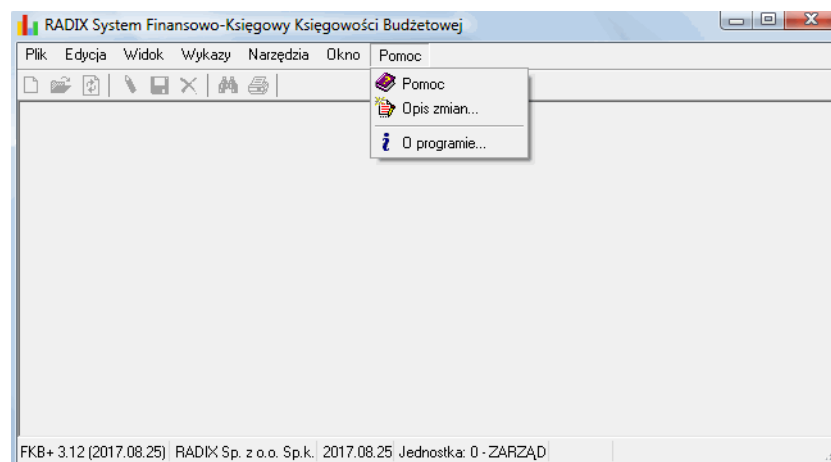 RADIX System Finansowo-Księgowy Księgowości Budżetowej
Plik Edycja Widok Wykazy Narzędzia Okno Pomoc
Pomoc
Opis zmian...
O programie...
FKB+ 3.12 (2017.08.25) RADIX Sp. z o.o. Sp.k. 2017.08.25 Jednostka: 0 - ZARZĄD